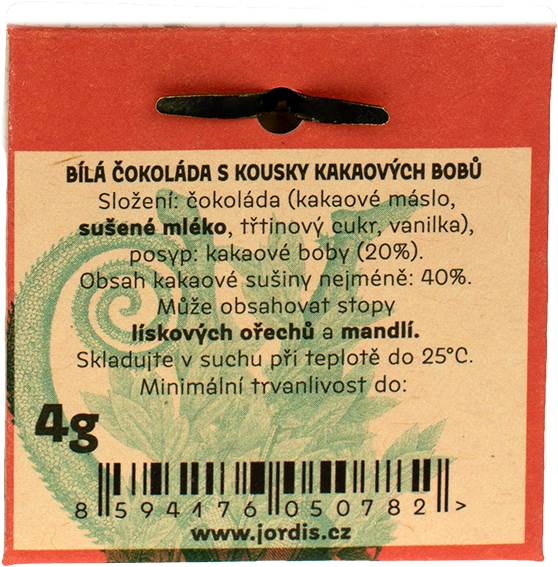 BÍLÁ ČOKOLÁDA S KOUSKY KAKAOVÝCH BOBŮ
Složení: čokoláda (kakaové máslo,
sušené mléko, třtinový cukr, vanilka),
posyp: kakaové boby (20%).
Obsah kakaové sušiny nejméně: 40%.
Může obsahovat stopy
lískových ořechů a mandlí.
Skladujte v suchu při teplotě do 25°C.
Minimální trvanlivost do:
4g
8 594176 050782 >
www.jordis.cz